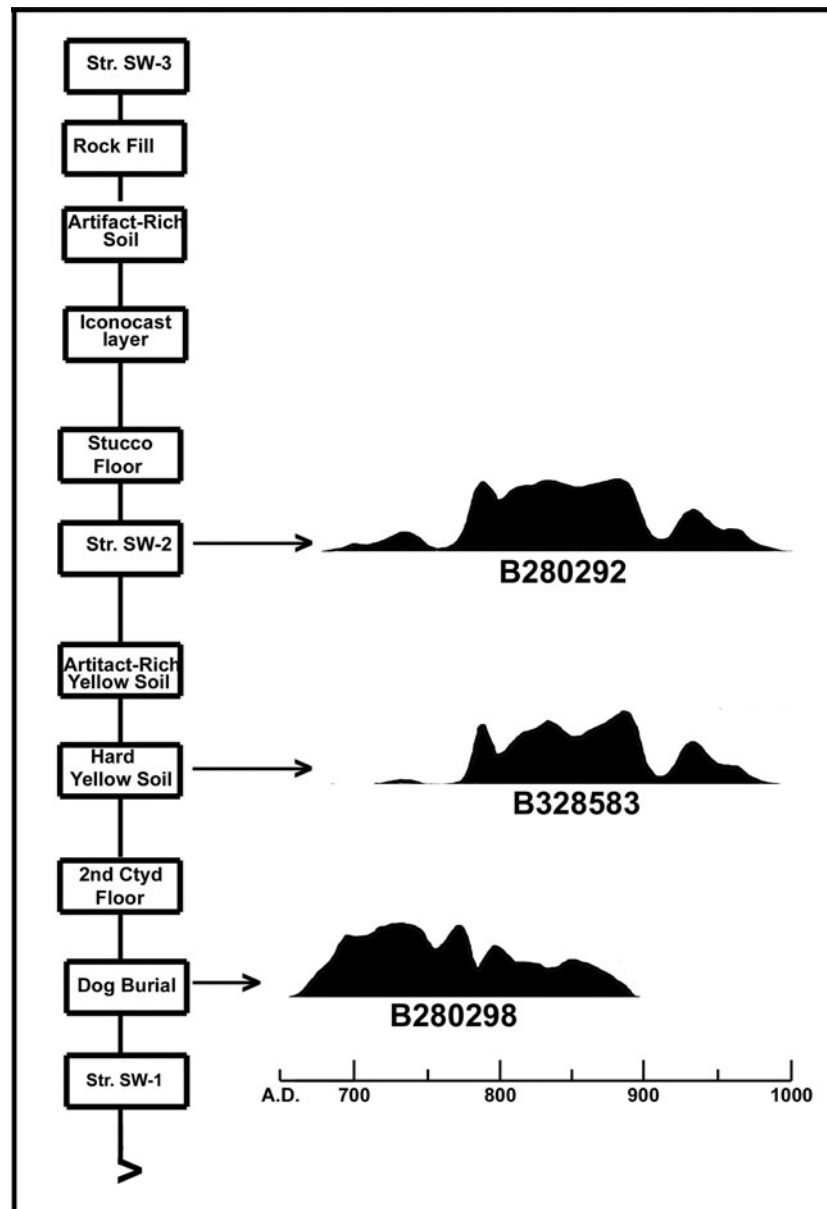 Str. SW-3
Rock Fill
Artifact-Rich
Soil
Iconocast
layer
Stucco
Floor
Str. SW-2
B280292
Artitact-Rich
Yellow Soil
Hard
Yellow Soil
B328583
2nd Ctyd
Floor
Dog Burial
B280298
Str. SW-1
A.D. 700 800 900 1000